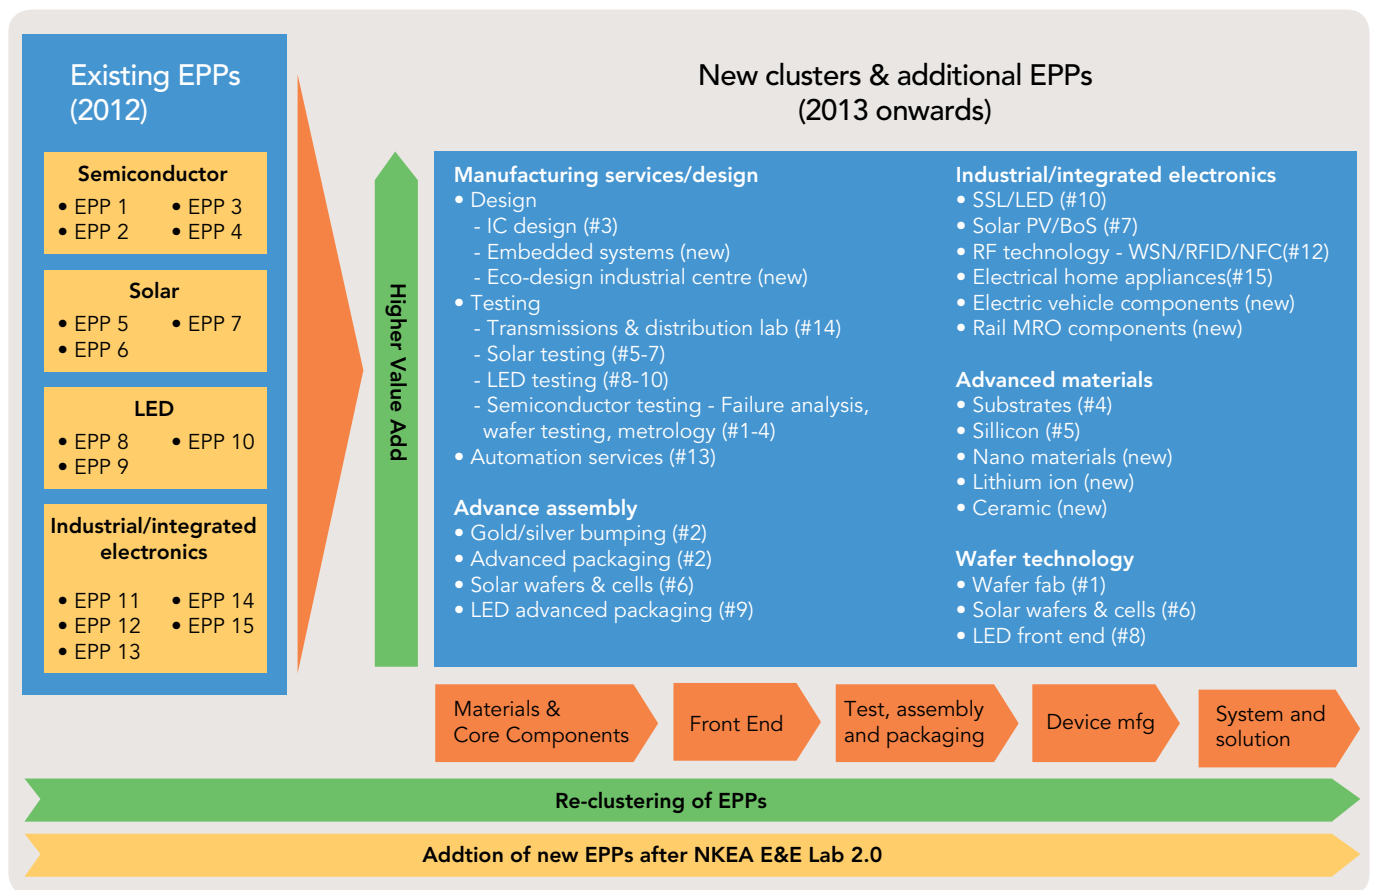 Existing EPPs
(2012)
Semiconductor
• EPP 1
• EPP 3
• EPP 2
• EPP 4
Solar
• EPP 5
• EPP 7
• EPP 6
LED
• EPP 8
• EPP 10
• EPP 9
Industrial/integrated
electronics
• EPP 11
• EPP 14
• EPP 12
• EPP 15
• EPP 13
New clusters & additional EPPs
(2013 onwards)
Higher Value Add
Manufacturing services/design
• Design
- IC design (#3)
- Embedded systems (new)
- Eco-design industrial centre (new)
• Testing
- Transmissions & distribution lab (#14)
- Solar testing (#5-7)
- LED testing (#8-10)
- Semiconductor testing - Failure analysis,
wafer testing, metrology (#1-4)
• Automation services (#13)
Advance assembly
• Gold/silver bumping (#2)
• Advanced packaging (#2)
• Solar wafers & cells (#6)
• LED advanced packaging (#9)
Industrial/integrated electronics
• SSL/LED (#10)
• Solar PV/BoS (#7)
• RF technology - WSN/RFID/NFC(#12)
• Electrical home appliances(#15)
• Electric vehicle components (new)
• Rail MRO components (new)
Advanced materials
• Substrates (#4)
• Sillicon (#5)
• Nano materials (new)
• Lithium ion (new)
• Ceramic (new)
Wafer technology
• Wafer fab (#1)
• Solar wafers & cells (#6)
• LED front end (#8)
Materials &
Core Components
Front End
Test, assembly
and packaging
Device mfg
System and
solution
Re-clustering of EPPs
Addtion of new EPPs after NKEA E&E Lab 2.0